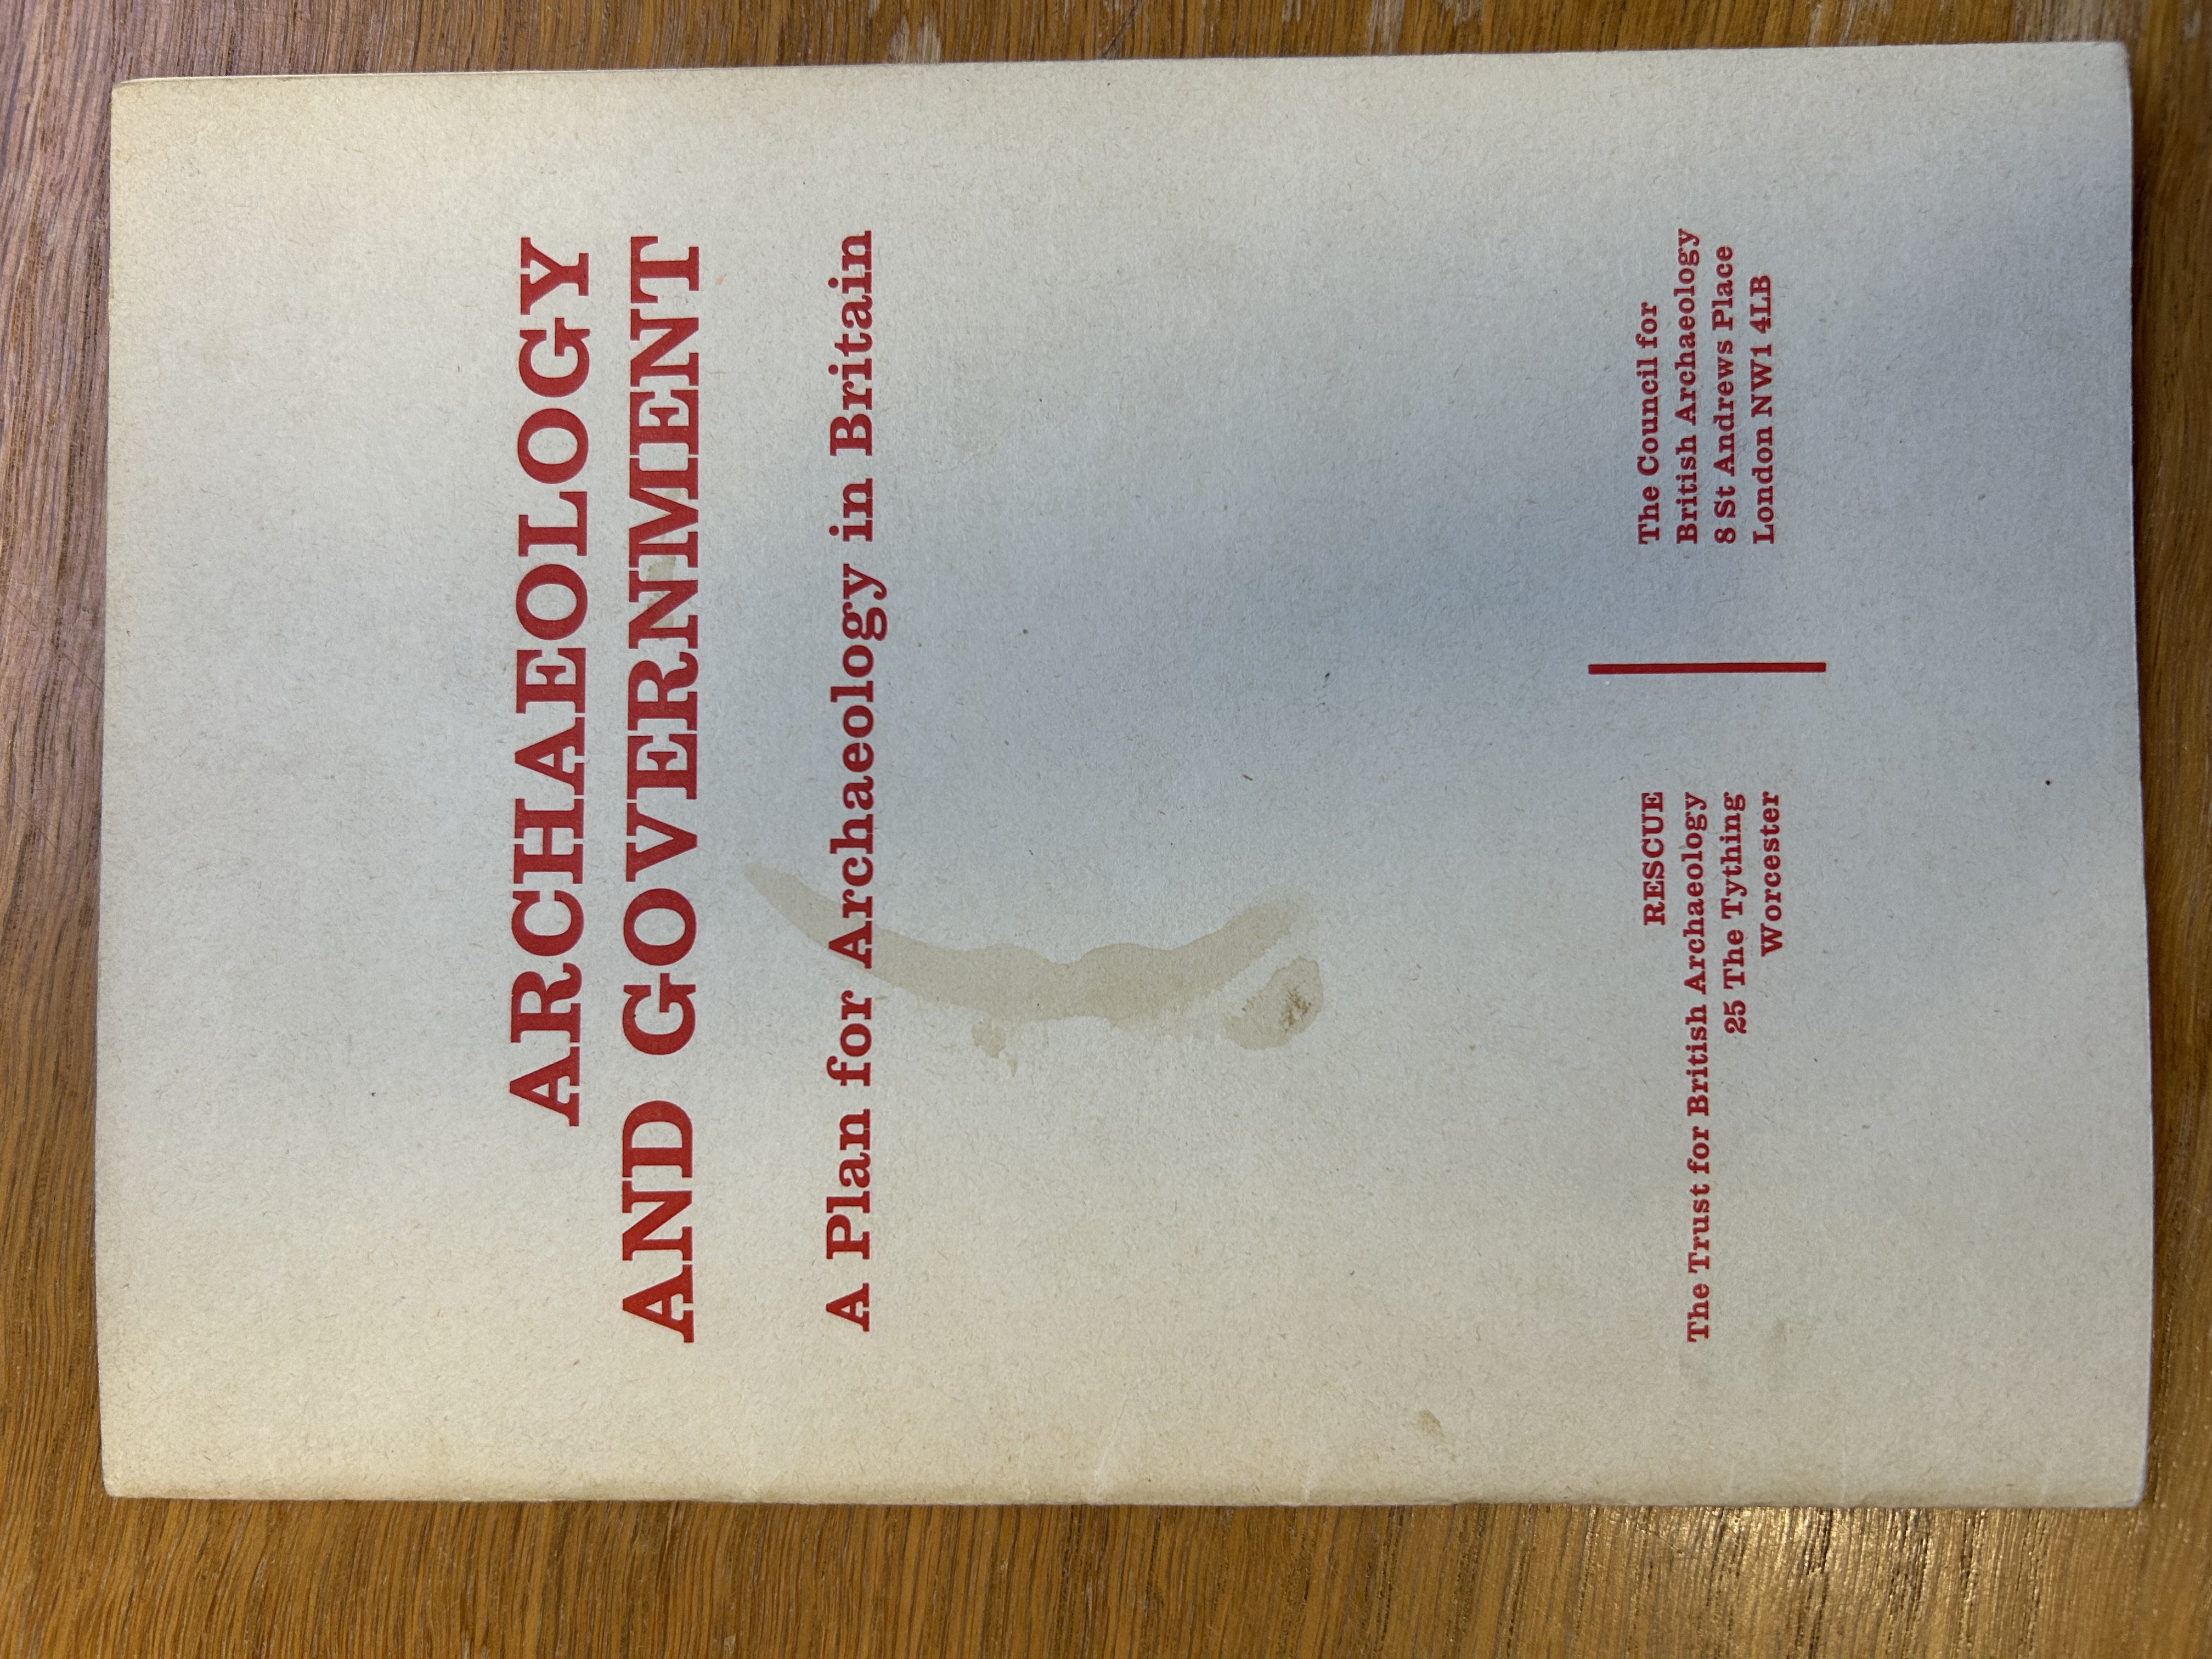 ARCHAEOLOGY
AND GOVERNMENT
A Plan for Archaeology in Britain
RESCUE
The Trust for British Archaeology
25 The Tything
Worcester
The Council for
British Archaeology
8 St Andrews Place
London NW1 4LB